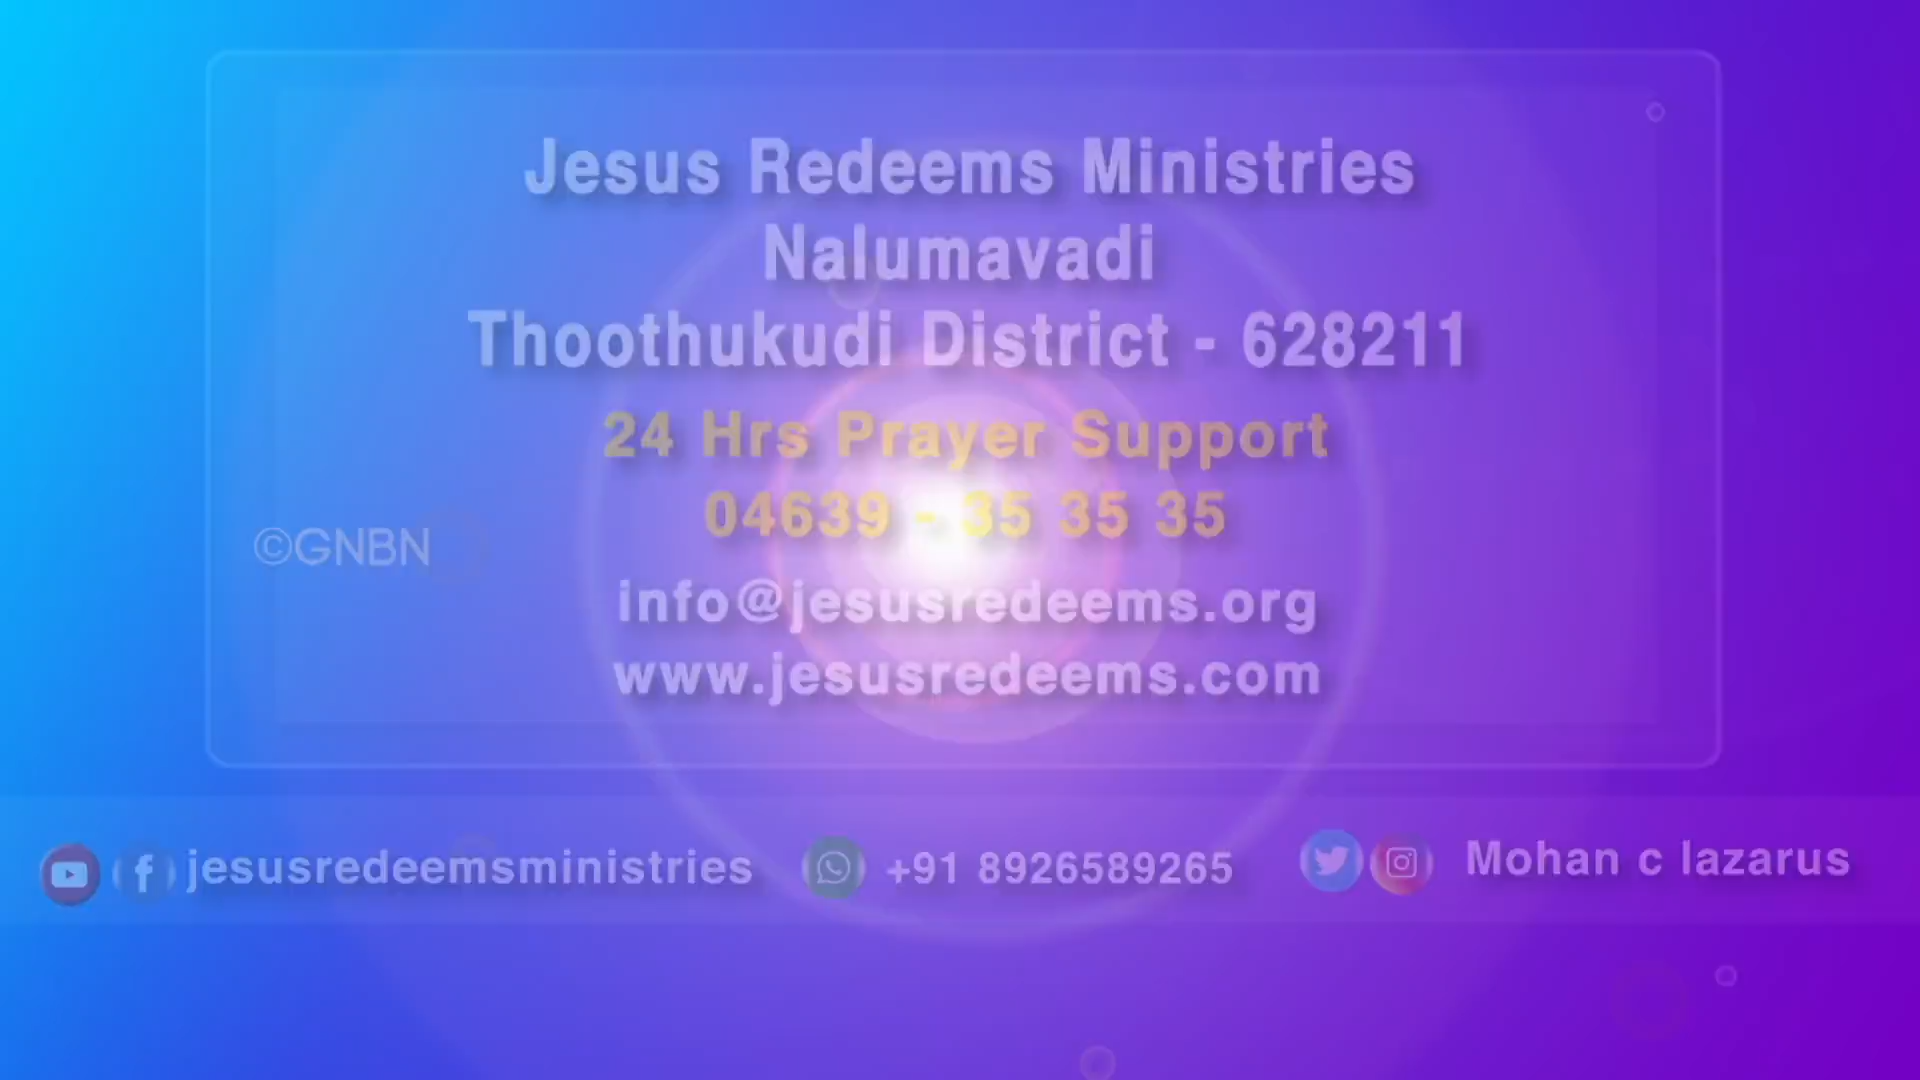 Jesus Redeems Ministries
Nalumavadi
Thoothukudi District - 628211
24 Hrs Prayer Support
04639 - 35 35 35
©GNBN
info@jesusredeems.org
www.jesusredeems.com
jesusredeemsministries
+91 8926589265
Mohan c lazarus